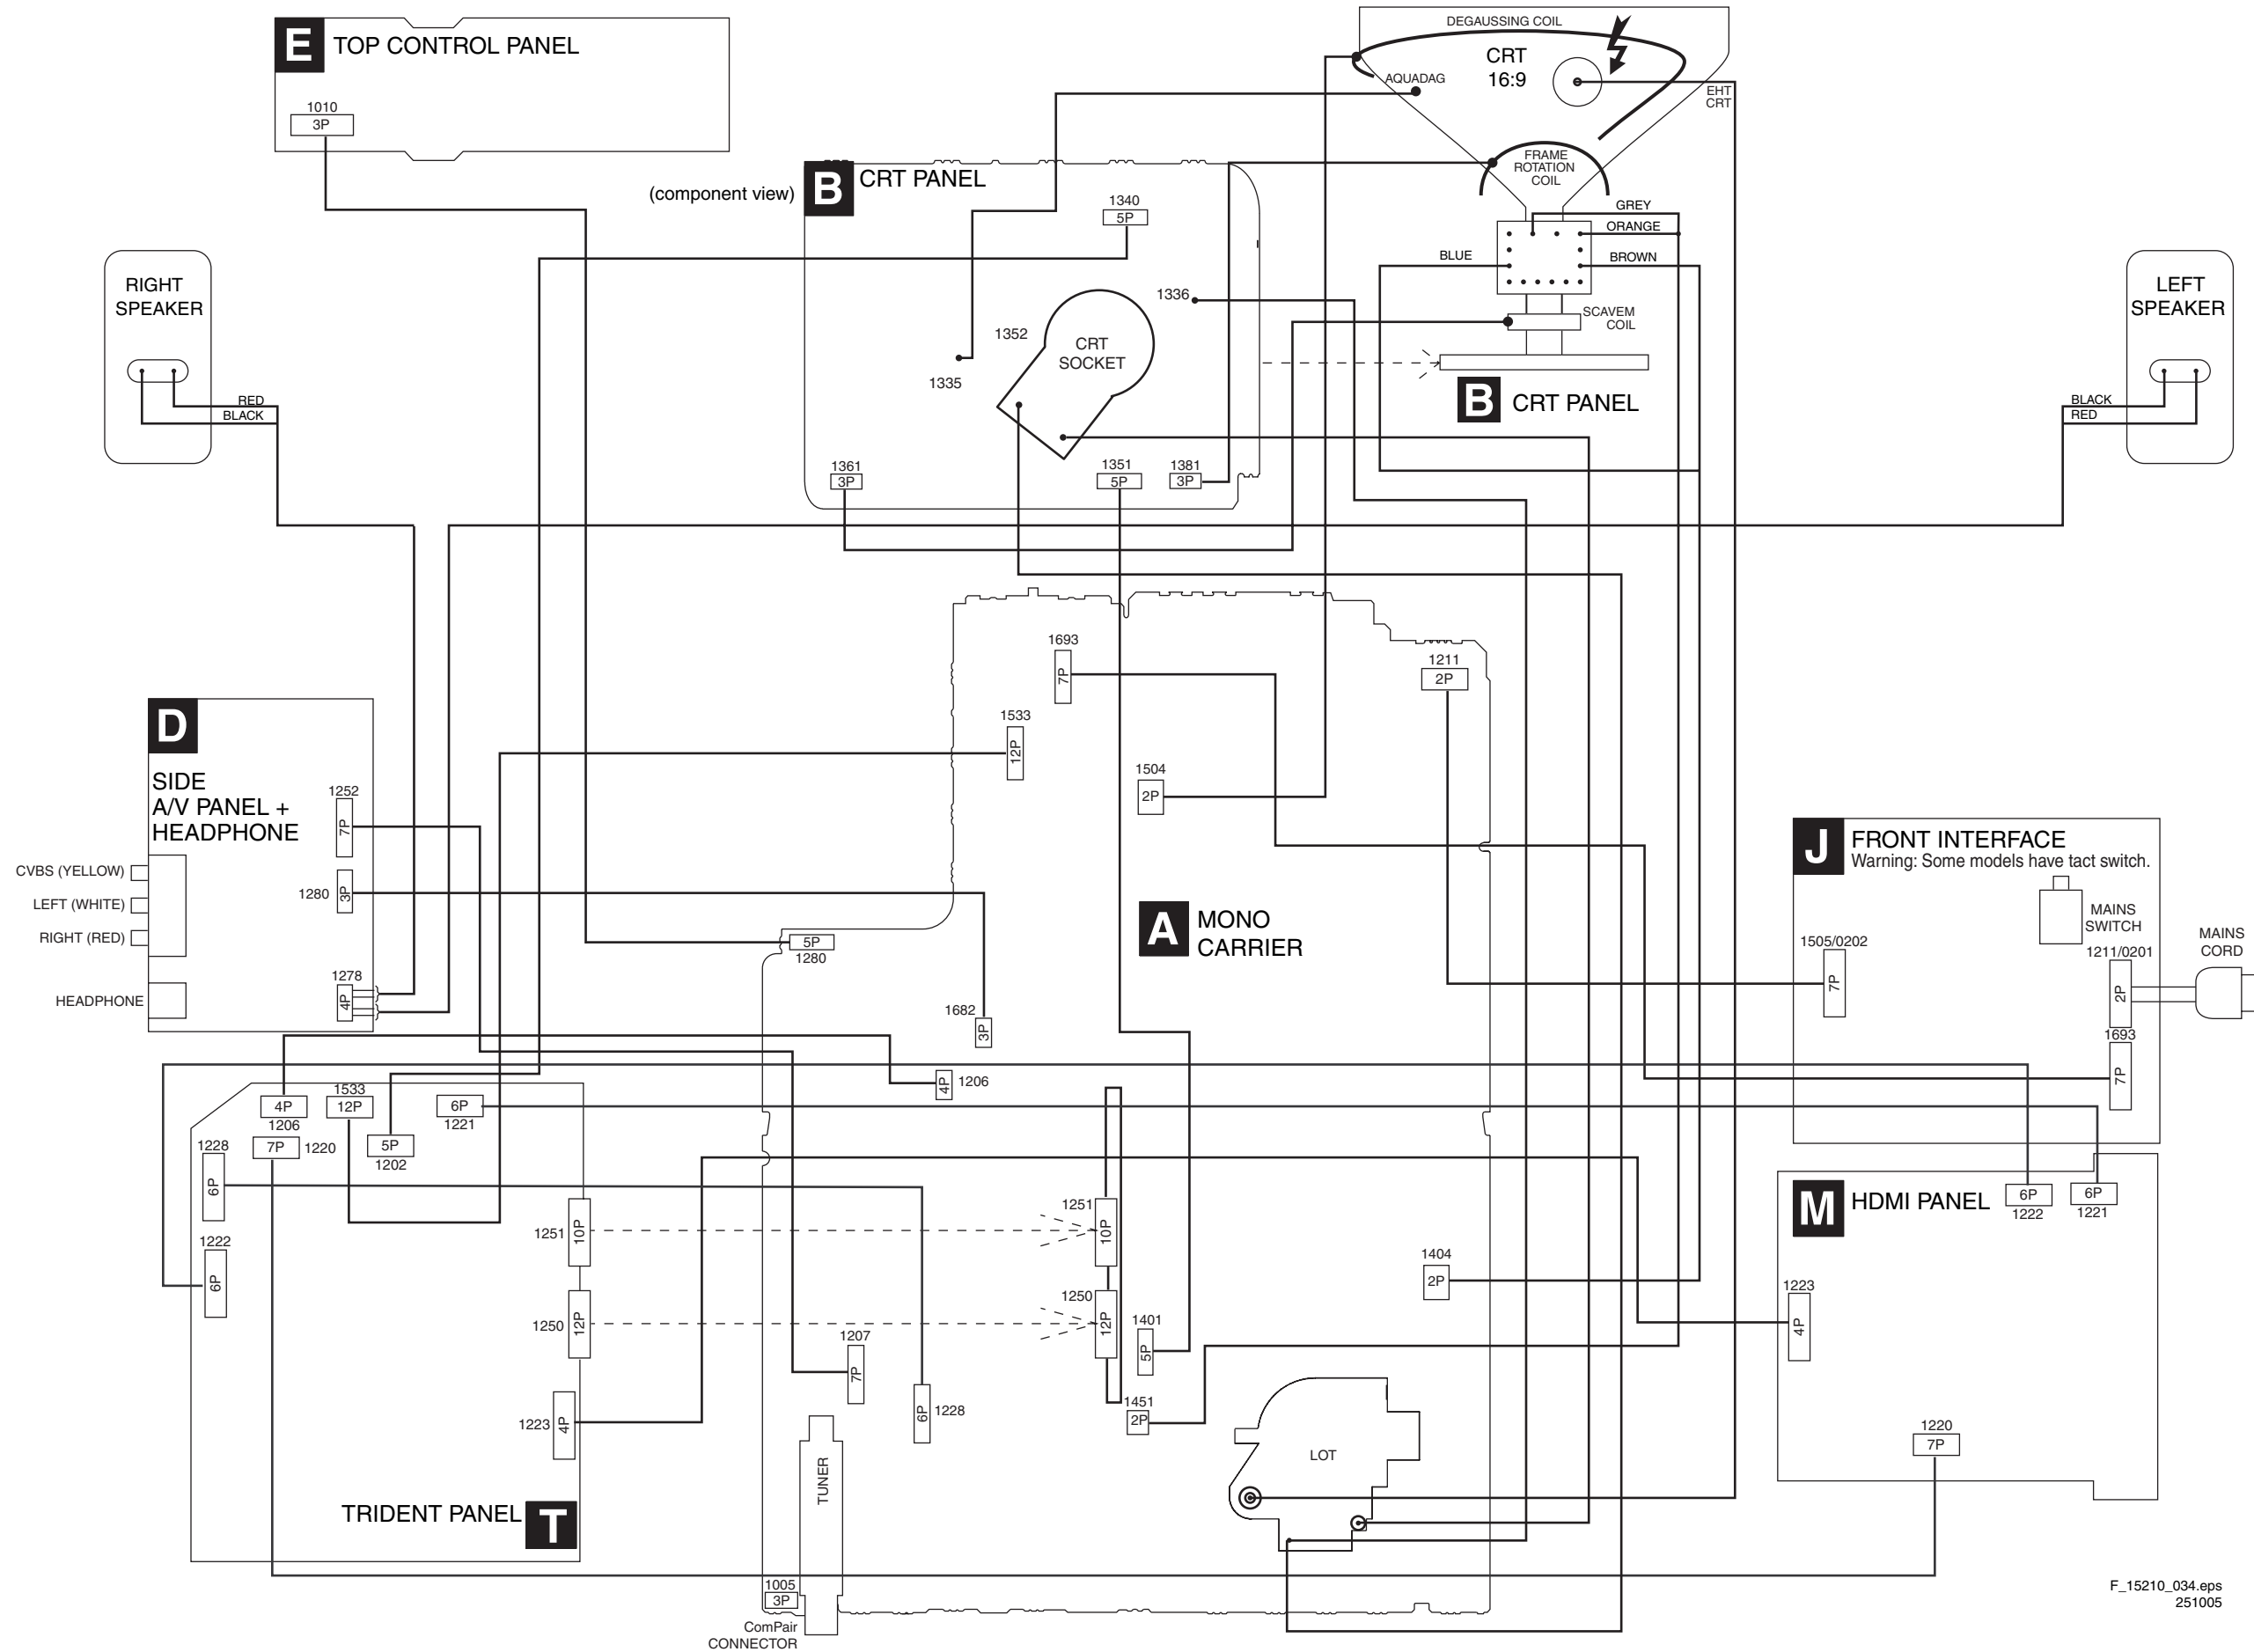 E TOP CONTROL PANEL
1010
3P
DEGAUSSING COIL
CRT
16:9
AQUADAG
EHT
CRT
FRAME
ROTATION
COIL
(component view)
B CRT PANEL
1340
5P
GREY
ORANGE
BLUE
BROWN
1336
SCAVEM
COIL
1352
CRT
SOCKET
1335
B CRT PANEL
1361
3P
1351
5P
1381
3P
RIGHT
SPEAKER
RED
BLACK
LEFT
SPEAKER
BLACK
RED
1693
7P
1211
2P
1533
12P
1504
2P
D
SIDE
A/V PANEL +
HEADPHONE
1252
7P
CVBS (YELLOW)
1280
3P
LEFT (WHITE)
RIGHT (RED)
1278
4P
HEADPHONE
5P
1280
A MONO
CARRIER
1682
3P
4P
1206
J FRONT INTERFACE
Warning: Some models have tact switch.
MAINS
SWITCH
1505/0202
7P
1211/0201
2P
MAINS
CORD
1693
7P
4P
1206
1533
12P
6P
1221
7P
1220
5P
1202
1228
6P
1222
6P
1251
10P
1250
12P
1223
4P
TRIDENT PANEL T
1251
10P
1250
12P
1401
5P
1207
7P
6P
1228
1451
2P
1404
2P
LOT
TUNER
1005
3P
ComPair
CONNECTOR
M HDMI PANEL
6P
1222
6P
1221
1223
4P
1220
7P
F_15210_034.eps
251005